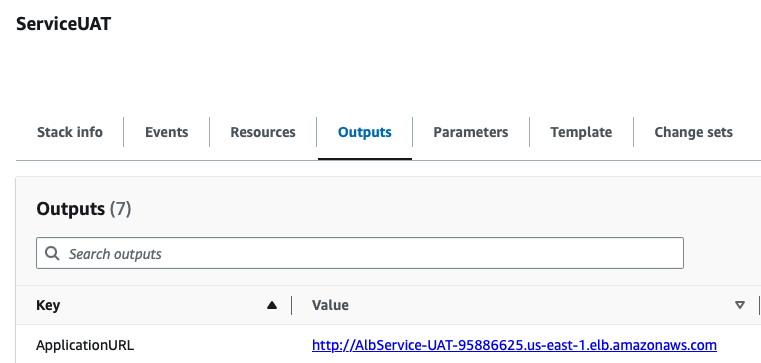 ServiceUAT
Stack info Events Resources Outputs Parameters Template Change sets
Outputs (7)
Search outputs
Key Value
ApplicationURL http://AlbService-UAT-95886625.us-east-1.elb.amazonaws.com